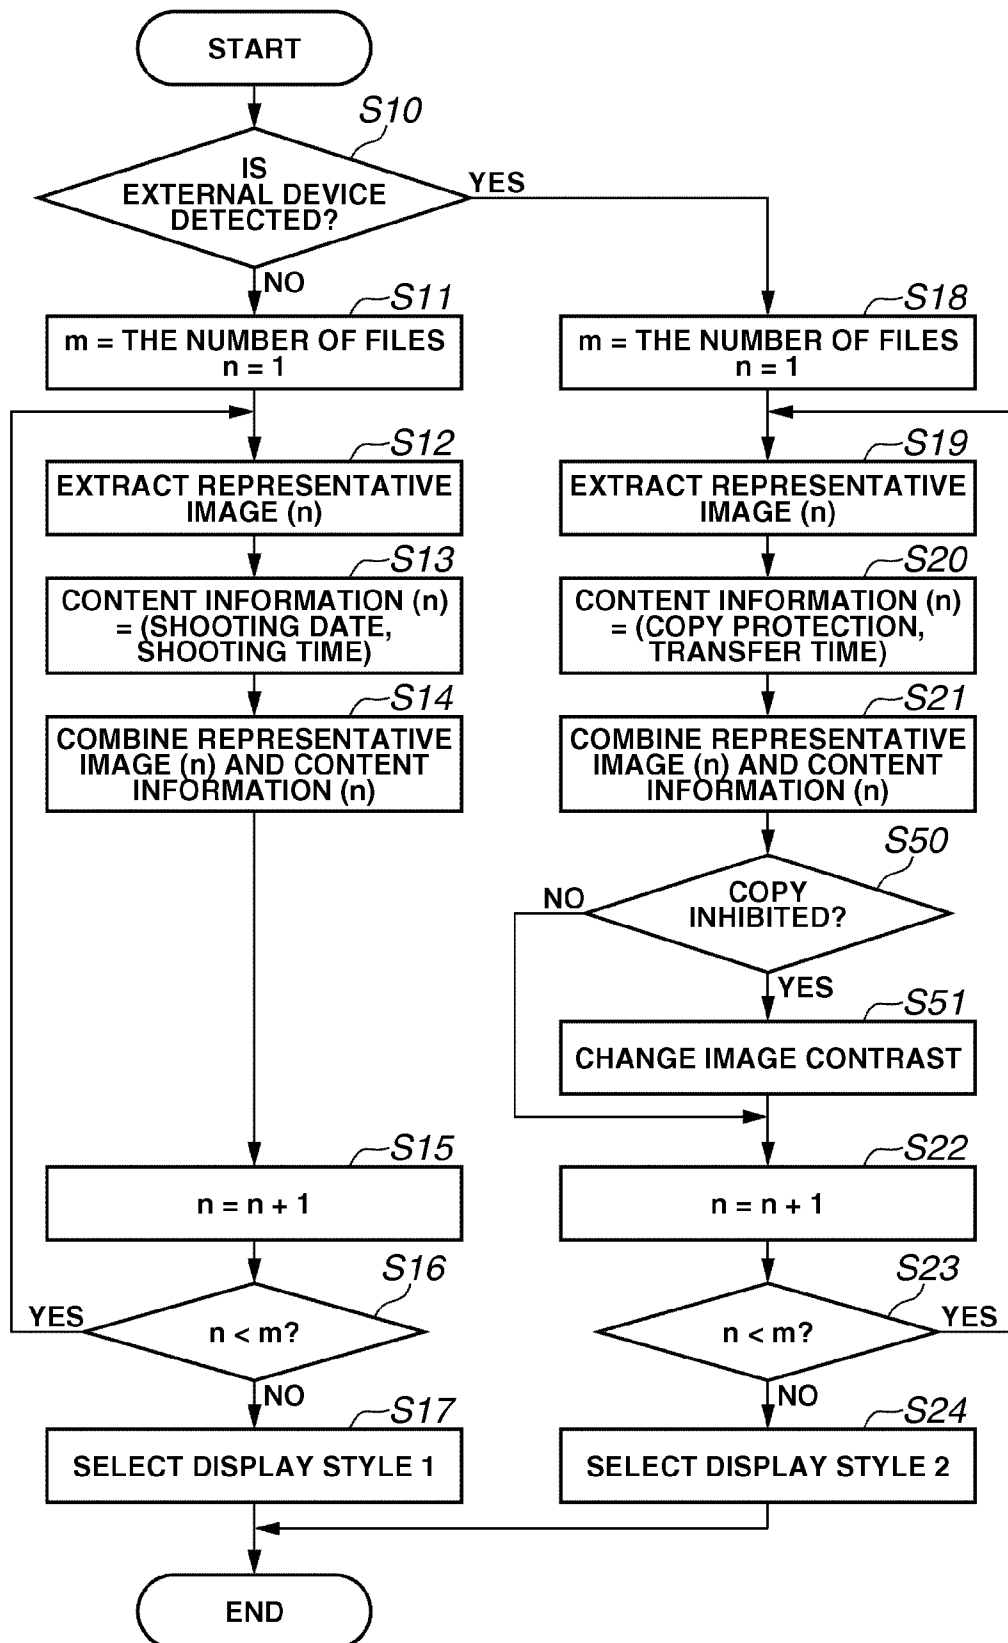 START
S10
IS
EXTERNAL DEVICE
DETECTED?
YES
NO
S11
m = THE NUMBER OF FILES
n = 1
S12
EXTRACT REPRESENTATIVE
IMAGE (n)
S13
CONTENT INFORMATION (n)
= (SHOOTING DATE,
SHOOTING TIME)
S14
COMBINE REPRESENTATIVE
IMAGE (n) AND CONTENT
INFORMATION (n)
S15
n = n + 1
S16
YES
n < m?
NO
S17
SELECT DISPLAY STYLE 1
S18
m = THE NUMBER OF FILES
n = 1
S19
EXTRACT REPRESENTATIVE
IMAGE (n)
S20
CONTENT INFORMATION (n)
= (COPY PROTECTION,
TRANSFER TIME)
S21
COMBINE REPRESENTATIVE
IMAGE (n) AND CONTENT
INFORMATION (n)
S50
NO
COPY
INHIBITED?
YES
S51
CHANGE IMAGE CONTRAST
S22
n = n + 1
S23
YES
n < m?
NO
S24
SELECT DISPLAY STYLE 2
END